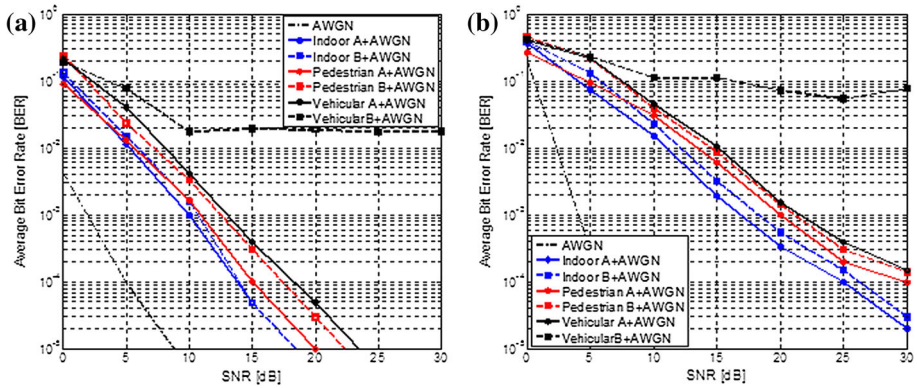 (a)
Average Bit Error Rate [BER]
10^0
10^-1
10^-2
10^-3
10^-4
10^-5
0 5 10 15 20 25 30
SNR [dB]
AWGN
Indoor A+AWGN
Indoor B+AWGN
Pedestrian A+AWGN
Pedestrian B+AWGN
Vehicular A+AWGN
VehicularB+AWGN
(b)
Average Bit Error Rate [BER]
10^0
10^-1
10^-2
10^-3
10^-4
10^-5
0 5 10 15 20 25 30
SNR [dB]
AWGN
Indoor A+AWGN
Indoor B+AWGN
Pedestrian A+AWGN
Pedestrian B+AWGN
Vehicular A+AWGN
VehicularB+AWGN